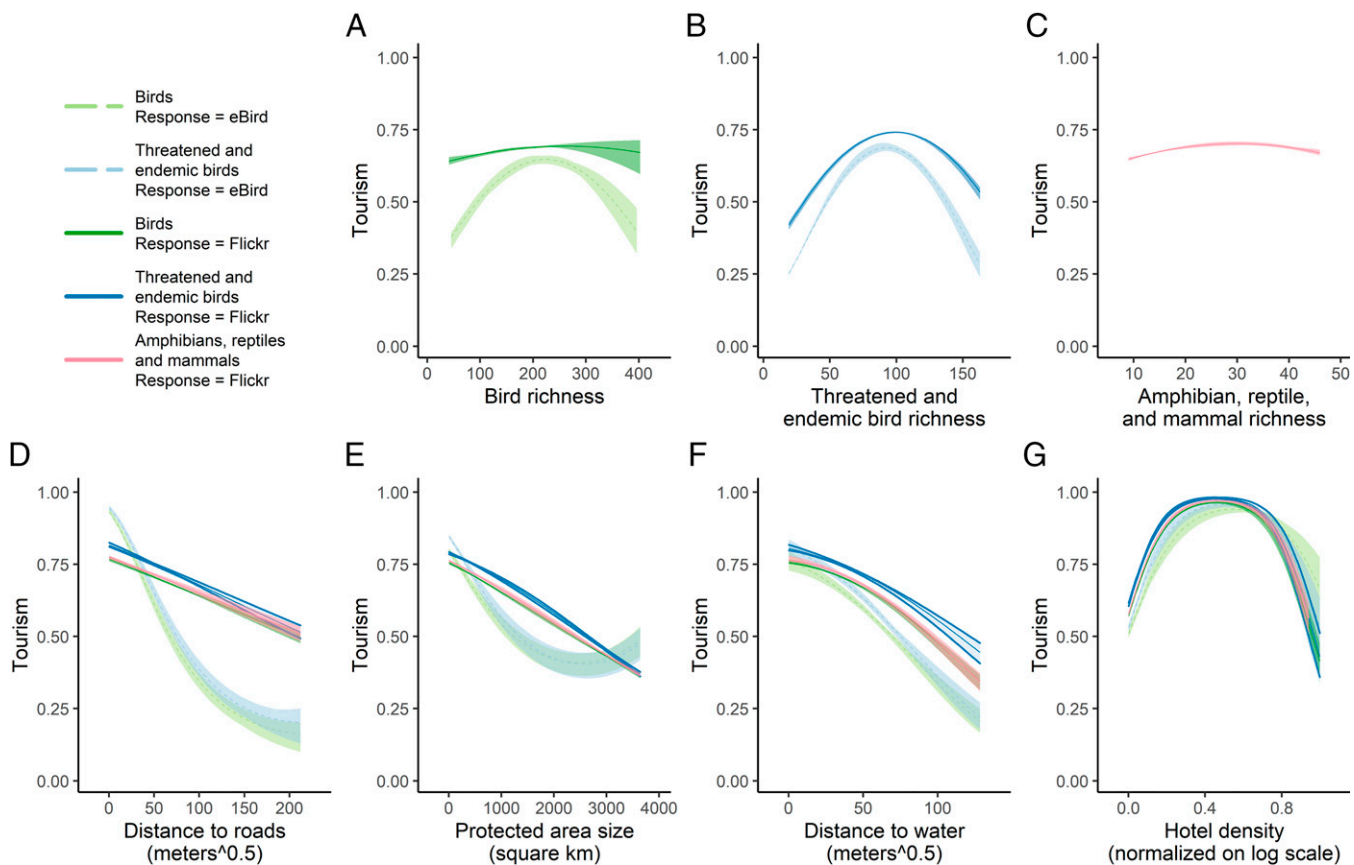 A
B
C
Birds
Response = eBird
Threatened and
endemic birds
Response = eBird
Birds
Response = Flickr
Threatened and
endemic birds
Response = Flickr
Amphibians, reptiles
and mammals
Response = Flickr
1.00
0.75
0.50
0.25
0.00
Tourism
0 100 200 300 400
Bird richness
1.00
0.75
0.50
0.25
0.00
Tourism
0 50 100 150
Threatened and
endemic bird richness
1.00
0.75
0.50
0.25
0.00
Tourism
10 20 30 40 50
Amphibian, reptile,
and mammal richness
D
E
F
G
1.00
0.75
0.50
0.25
0.00
Tourism
0 50 100 150 200
Distance to roads
(meters^0.5)
1.00
0.75
0.50
0.25
0.00
Tourism
0 1000 2000 3000 4000
Protected area size
(square km)
1.00
0.75
0.50
0.25
0.00
Tourism
0 50 100
Distance to water
(meters^0.5)
1.00
0.75
0.50
0.25
0.00
Tourism
0.0 0.4 0.8
Hotel density
(normalized on log scale)